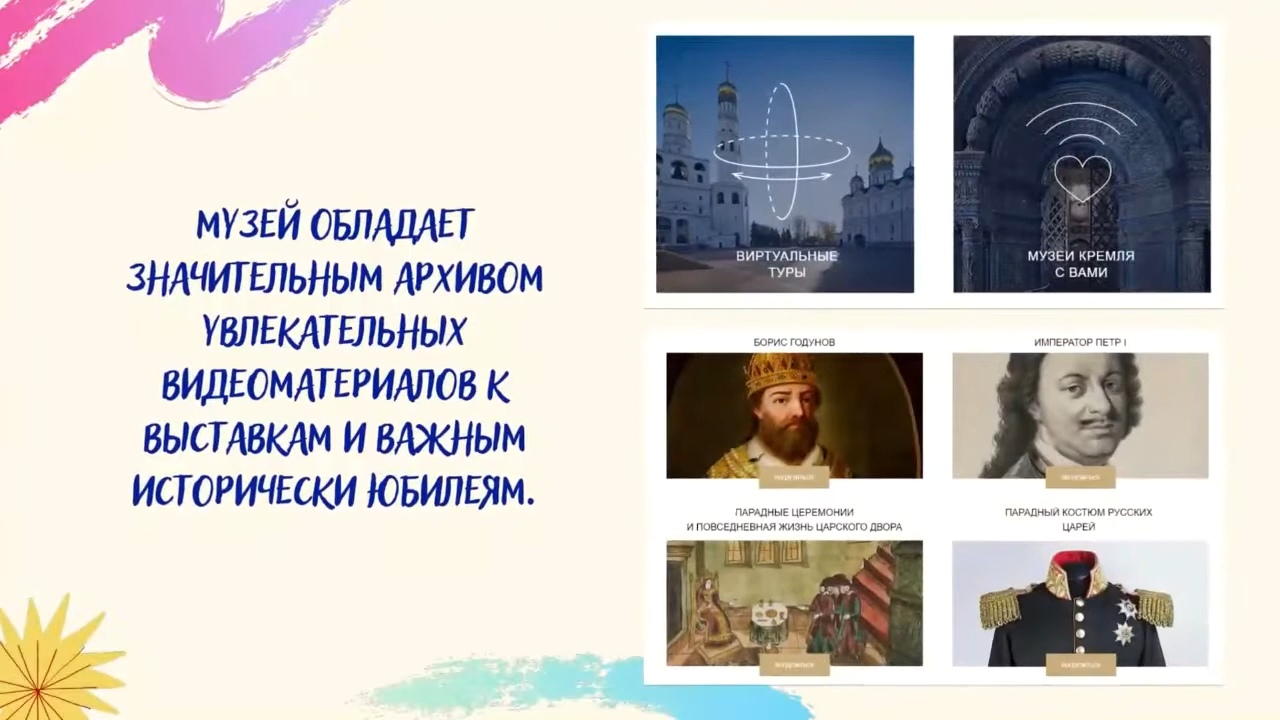 МУЗЕЙ ОБЛАДАЕТ
ЗНАЧИТЕЛЬНЫМ АРХИВОМ
УВЛЕКАТЕЛЬНЫХ
ВИДЕОМАТЕРИАЛОВ К
ВЫСТАВКАМ И ВАЖНЫМ
ИСТОРИЧЕСКИ ЮБИЛЕЯМ.
ВИРТУАЛЬНЫЕ
ТУРЫ
МУЗЕИ КРЕМЛЯ
С ВАМИ
БОРИС ГОДУНОВ
ИМПЕРАТОР ПЕТР I
ПАРАДНЫЕ ЦЕРЕМОНИИ
И ПОВСЕДНЕВНАЯ ЖИЗНЬ ЦАРСКОГО ДВОРА
ПАРАДНЫЙ КОСТЮМ РУССКИХ
ЦАРЕЙ